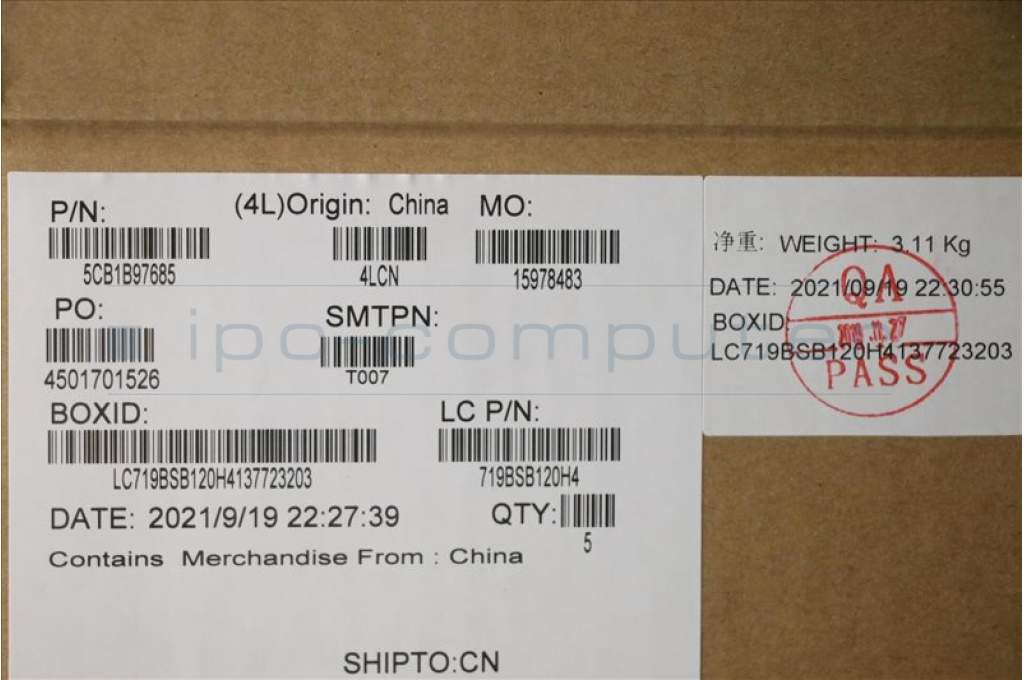 P/N: (4L)Origin: China MO:
5CB1B97685 4LCN 15978483
PO: SMTPN:
4501701526 T007
BOXID: LC P/N:
LC719BSB120H4137723203 719BSB120H4
DATE: 2021/9/19 22:27:39 QTY:
5
Contains Merchandise From : China
SHIPTO:CN
净重: WEIGHT: 3.11 Kg
DATE: 2021/09/19 22:30:55
BOXID:
LC719BSB120H4137723203
QA
PASS
ipo-compute